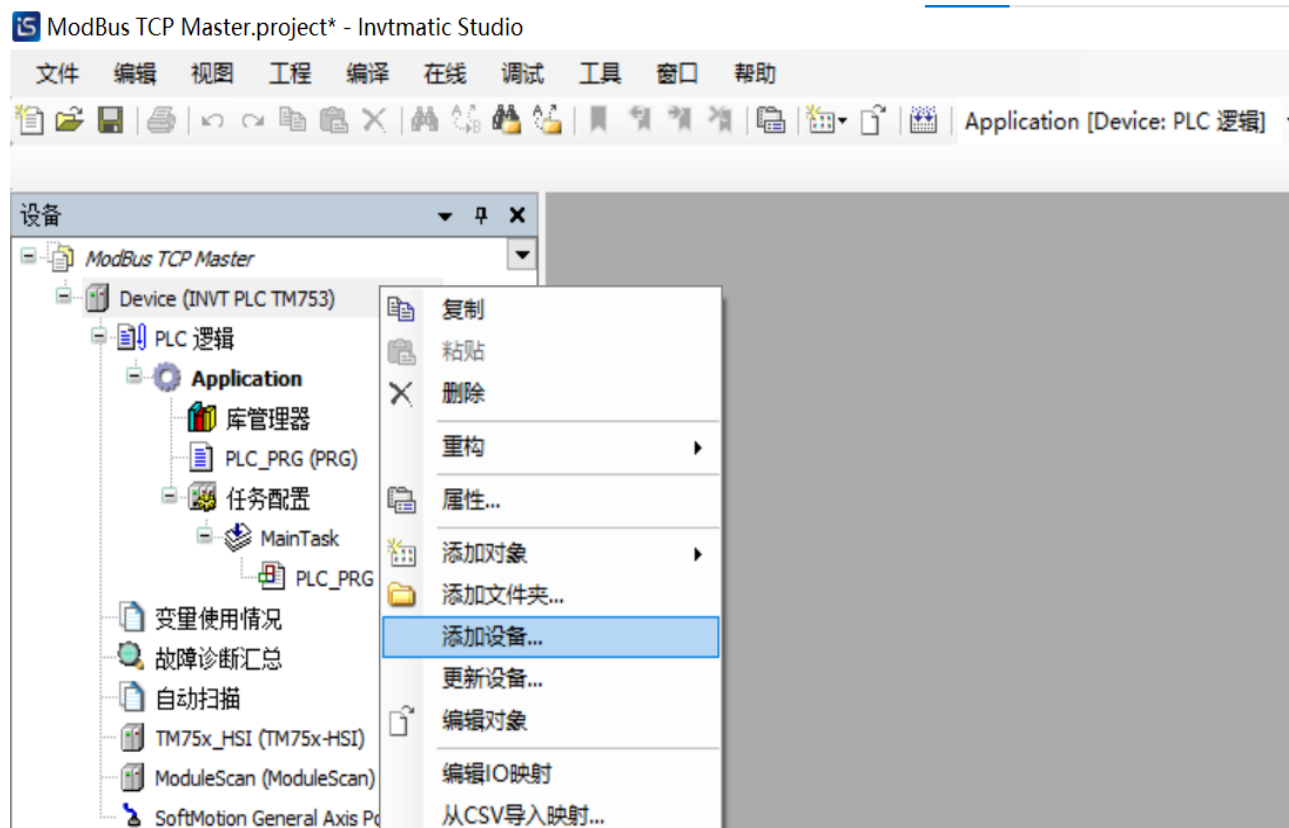 iS ModBus TCP Master.project* - Invtmatic Studio
文件 编辑 视图 工程 编译 在线 调试 工具 窗口 帮助
Application [Device: PLC 逻辑]
设备
ModBus TCP Master
Device (INVT PLC TM753)
PLC 逻辑
Application
库管理器
PLC_PRG (PRG)
任务配置
MainTask
PLC_PRG
变量使用情况
故障诊断汇总
自动扫描
TM75x_HSI (TM75x-HSI)
ModuleScan (ModuleScan)
SoftMotion General Axis
复制
粘贴
删除
重构
属性...
添加对象
添加文件夹...
添加设备...
更新设备...
编辑对象
编辑IO映射
从CSV导入映射...